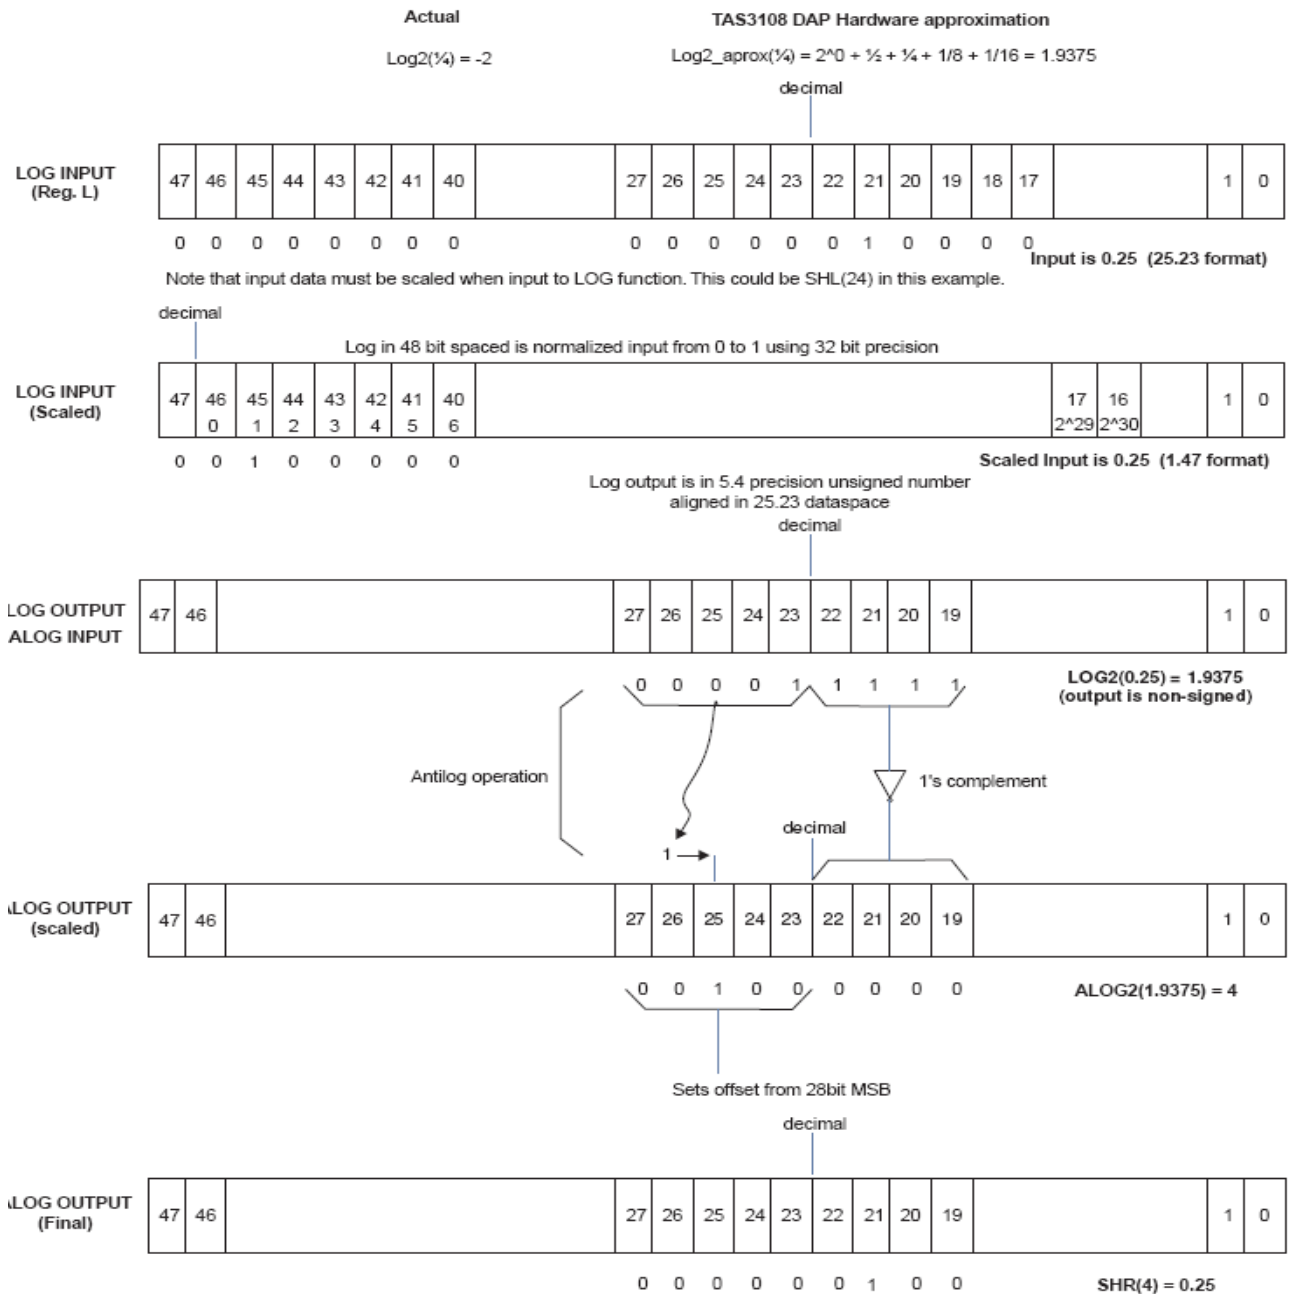 Actual
TAS3108 DAP Hardware approximation
Log2(¼) = -2
Log2_aprox(¼) = 2^0 + ½ + ¼ + 1/8 + 1/16 = 1.9375
decimal
LOG INPUT
(Reg. L)
47 46 45 44 43 42 41 40 27 26 25 24 23 22 21 20 19 18 17 1 0
0 0 0 0 0 0 0 0 0 0 0 0 0 0 1 0 0 0 0
Input is 0.25 (25.23 format)
Note that input data must be scaled when input to LOG function. This could be SHL(24) in this example.
decimal
Log in 48 bit spaced is normalized input from 0 to 1 using 32 bit precision
LOG INPUT
(Scaled)
47 46 45 44 43 42 41 40 17 16 1 0
0 1 2 3 4 5 6 2^29 2^30
0 0 1 0 0 0 0 0
Scaled Input is 0.25 (1.47 format)
Log output is in 5.4 precision unsigned number
aligned in 25.23 dataspace
decimal
LOG OUTPUT
ALOG INPUT
47 46 27 26 25 24 23 22 21 20 19 1 0
0 0 0 0 1 1 1 1 1
LOG2(0.25) = 1.9375
(output is non-signed)
Antilog operation
1's complement
decimal
1
ALOG OUTPUT
(scaled)
47 46 27 26 25 24 23 22 21 20 19 1 0
0 0 1 0 0 0 0 0 0
ALOG2(1.9375) = 4
Sets offset from 28bit MSB
decimal
ALOG OUTPUT
(Final)
47 46 27 26 25 24 23 22 21 20 19 1 0
0 0 0 0 0 0 1 0 0
SHR(4) = 0.25